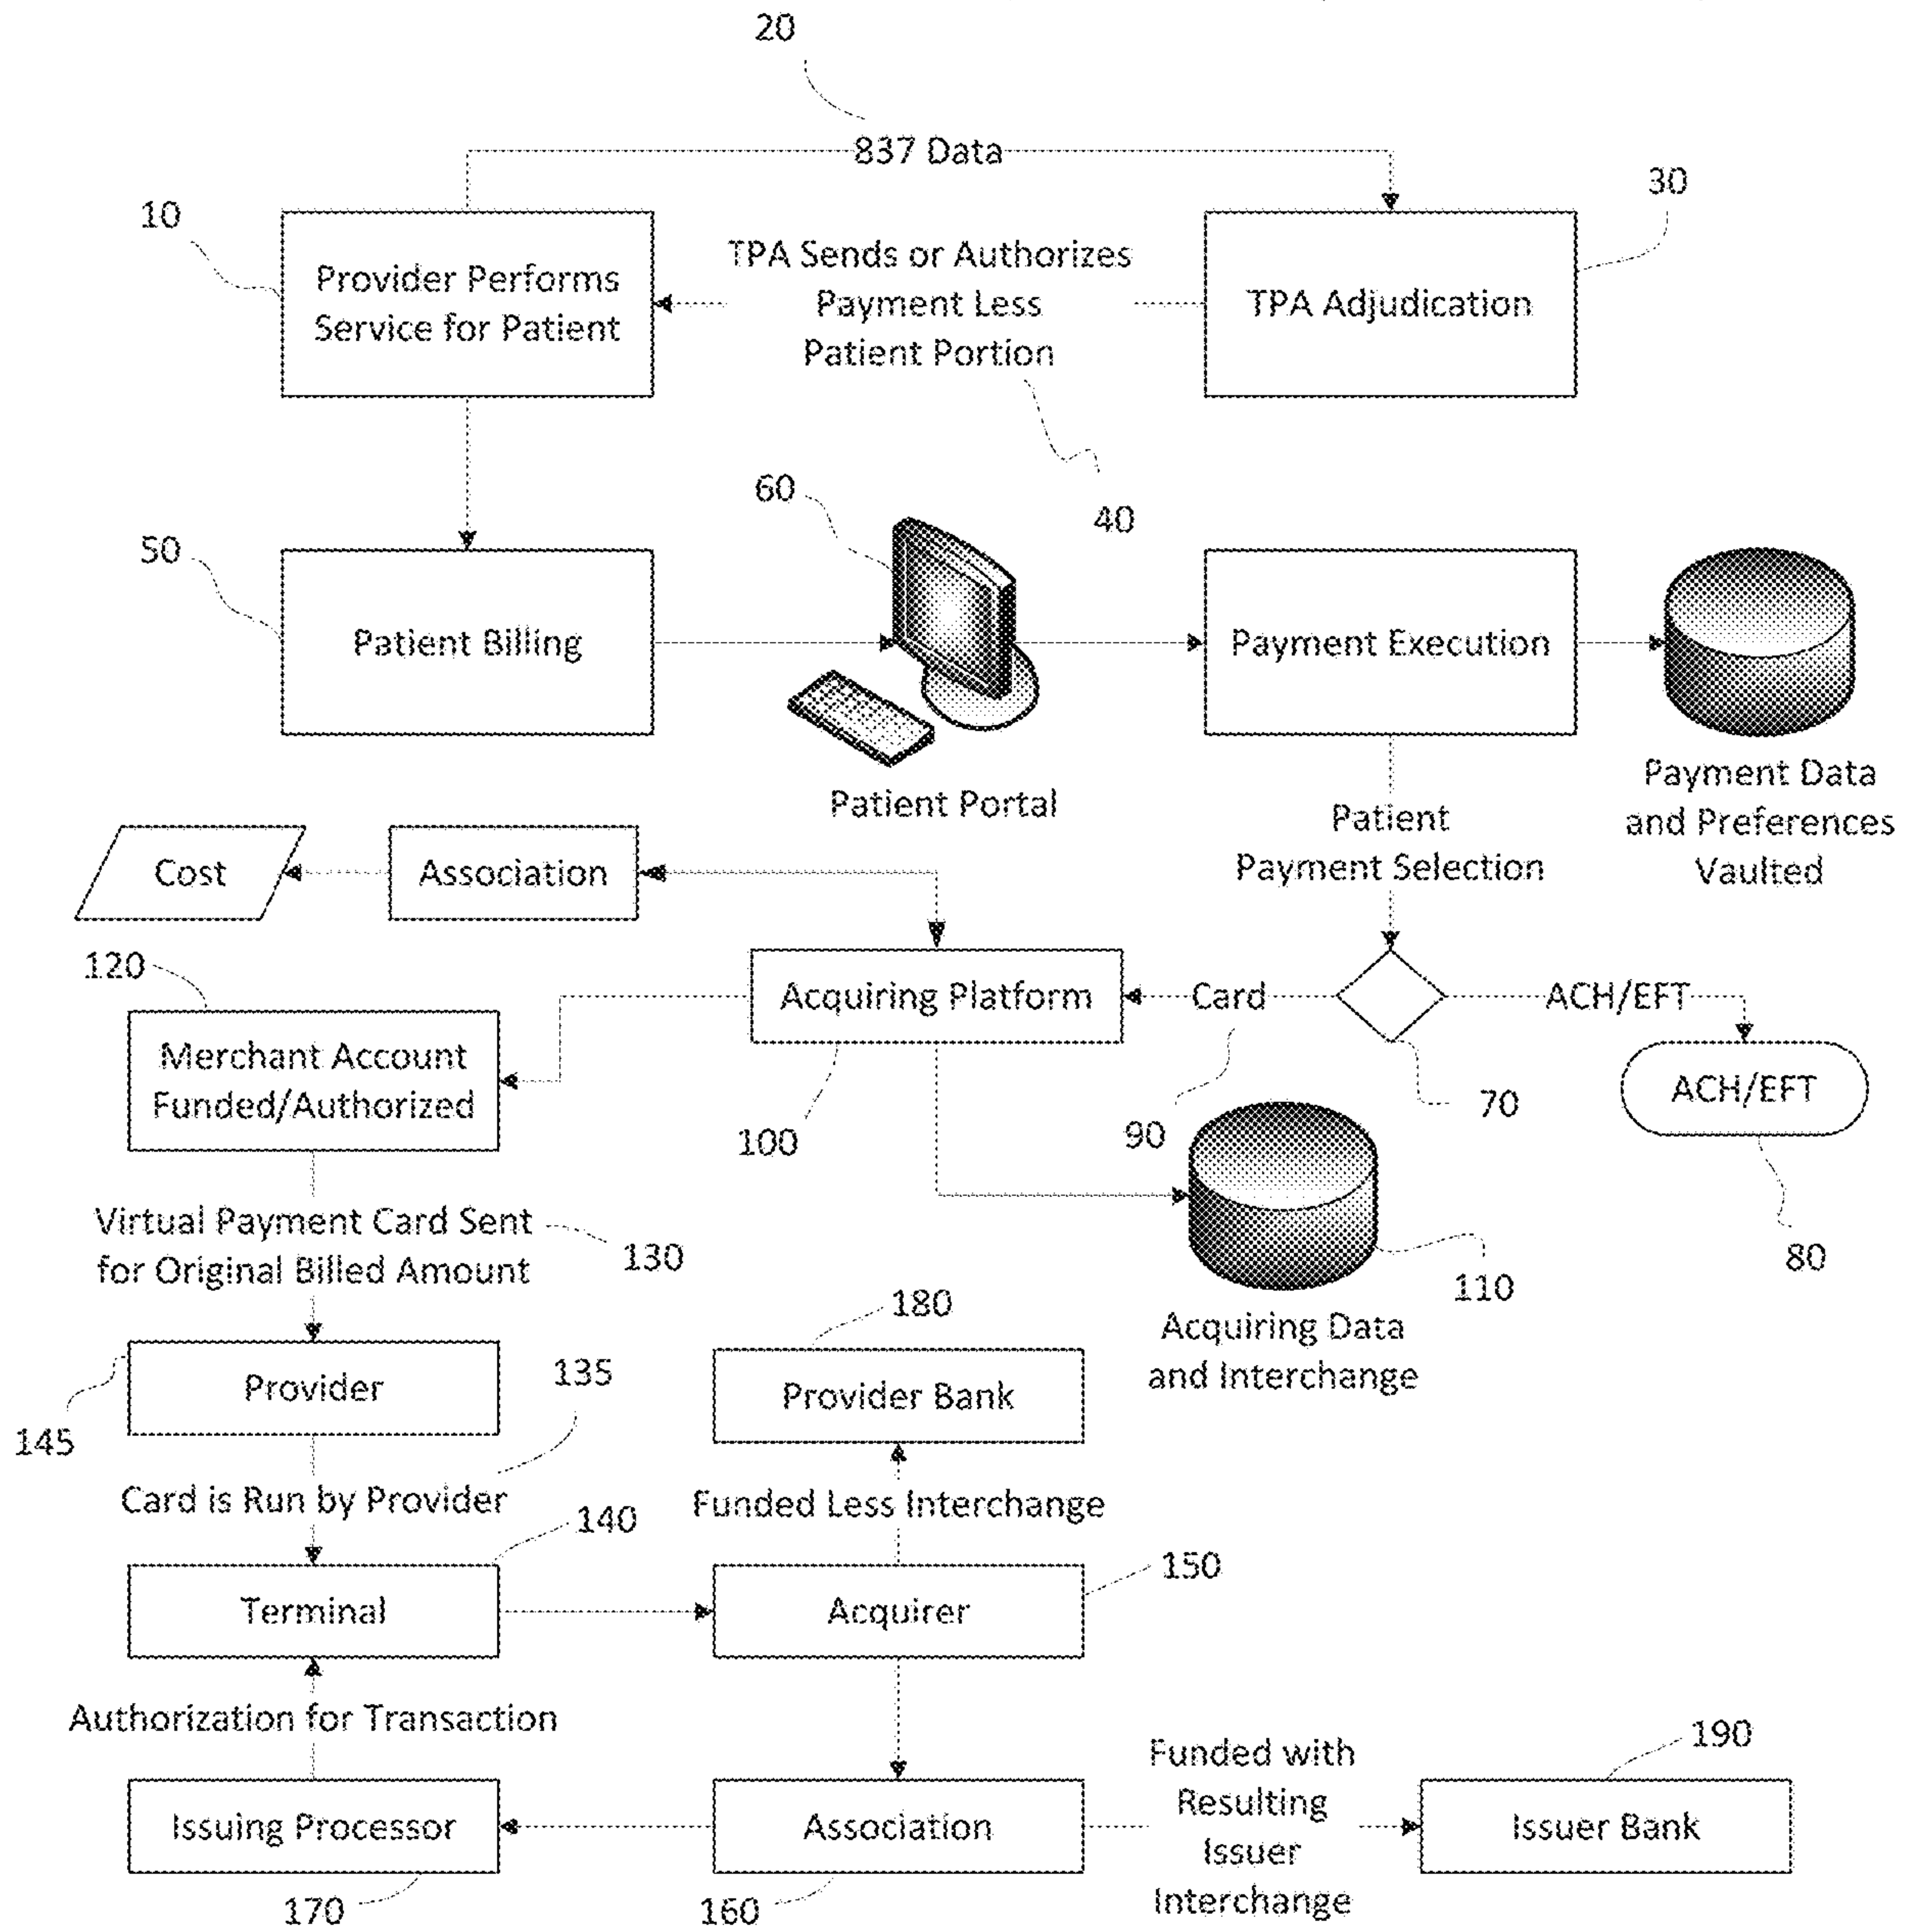 20
837 Data
10
30
Provider Performs
Service for Patient
TPA Sends or Authorizes
Payment Less
Patient Portion
TPA Adjudication
40
50
60
Patient Billing
Patient Portal
Payment Execution
Payment Data
and Preferences
Vaulted
Patient
Payment Selection
Cost
Association
120
Acquiring Platform
Card
ACH/EFT
ACH/EFT
Merchant Account
Funded/Authorized
100
90
70
80
Virtual Payment Card Sent
for Original Billed Amount
130
110
Acquiring Data
and Interchange
180
Provider
145
135
Provider Bank
Card is Run by Provider
Funded Less Interchange
140
150
Terminal
Acquirer
Authorization for Transaction
Funded with
Resulting
Issuer
Interchange
190
Issuing Processor
Association
Issuer Bank
170
160